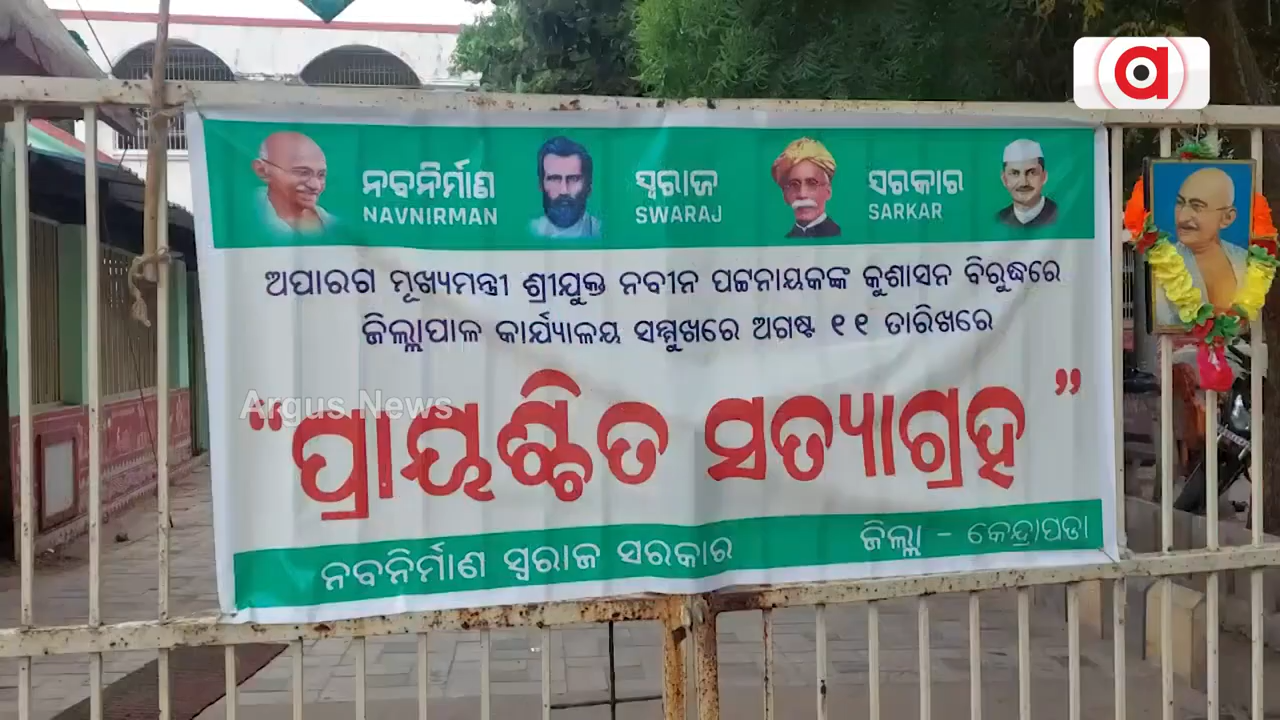 ନବନିର୍ମାଣ ସ୍ୱରାଜ ସରକାର
NAVNIRMAN SWARAJ SARKAR
ଅପାରଗ ମୂଖ୍ୟମନ୍ତ୍ରୀ ଶ୍ରୀଯୁକ୍ତ ନବୀନ ପଟ୍ଟନାୟକଙ୍କ କୁଶାସନ ବିରୁଦ୍ଧରେ
ଜିଲ୍ଲାପାଳ କାର୍ଯ୍ୟାଳୟ ସମ୍ମୁଖରେ ଅଗଷ୍ଟ ୧୧ ତାରିଖରେ
Argus News
“ପ୍ରାୟଶ୍ଚିତ ସତ୍ୟାଗ୍ରହ”
ନବନିର୍ମାଣ ସ୍ୱରାଜ ସରକାର ଜିଲ୍ଲା - କେନ୍ଦ୍ରାପଡା